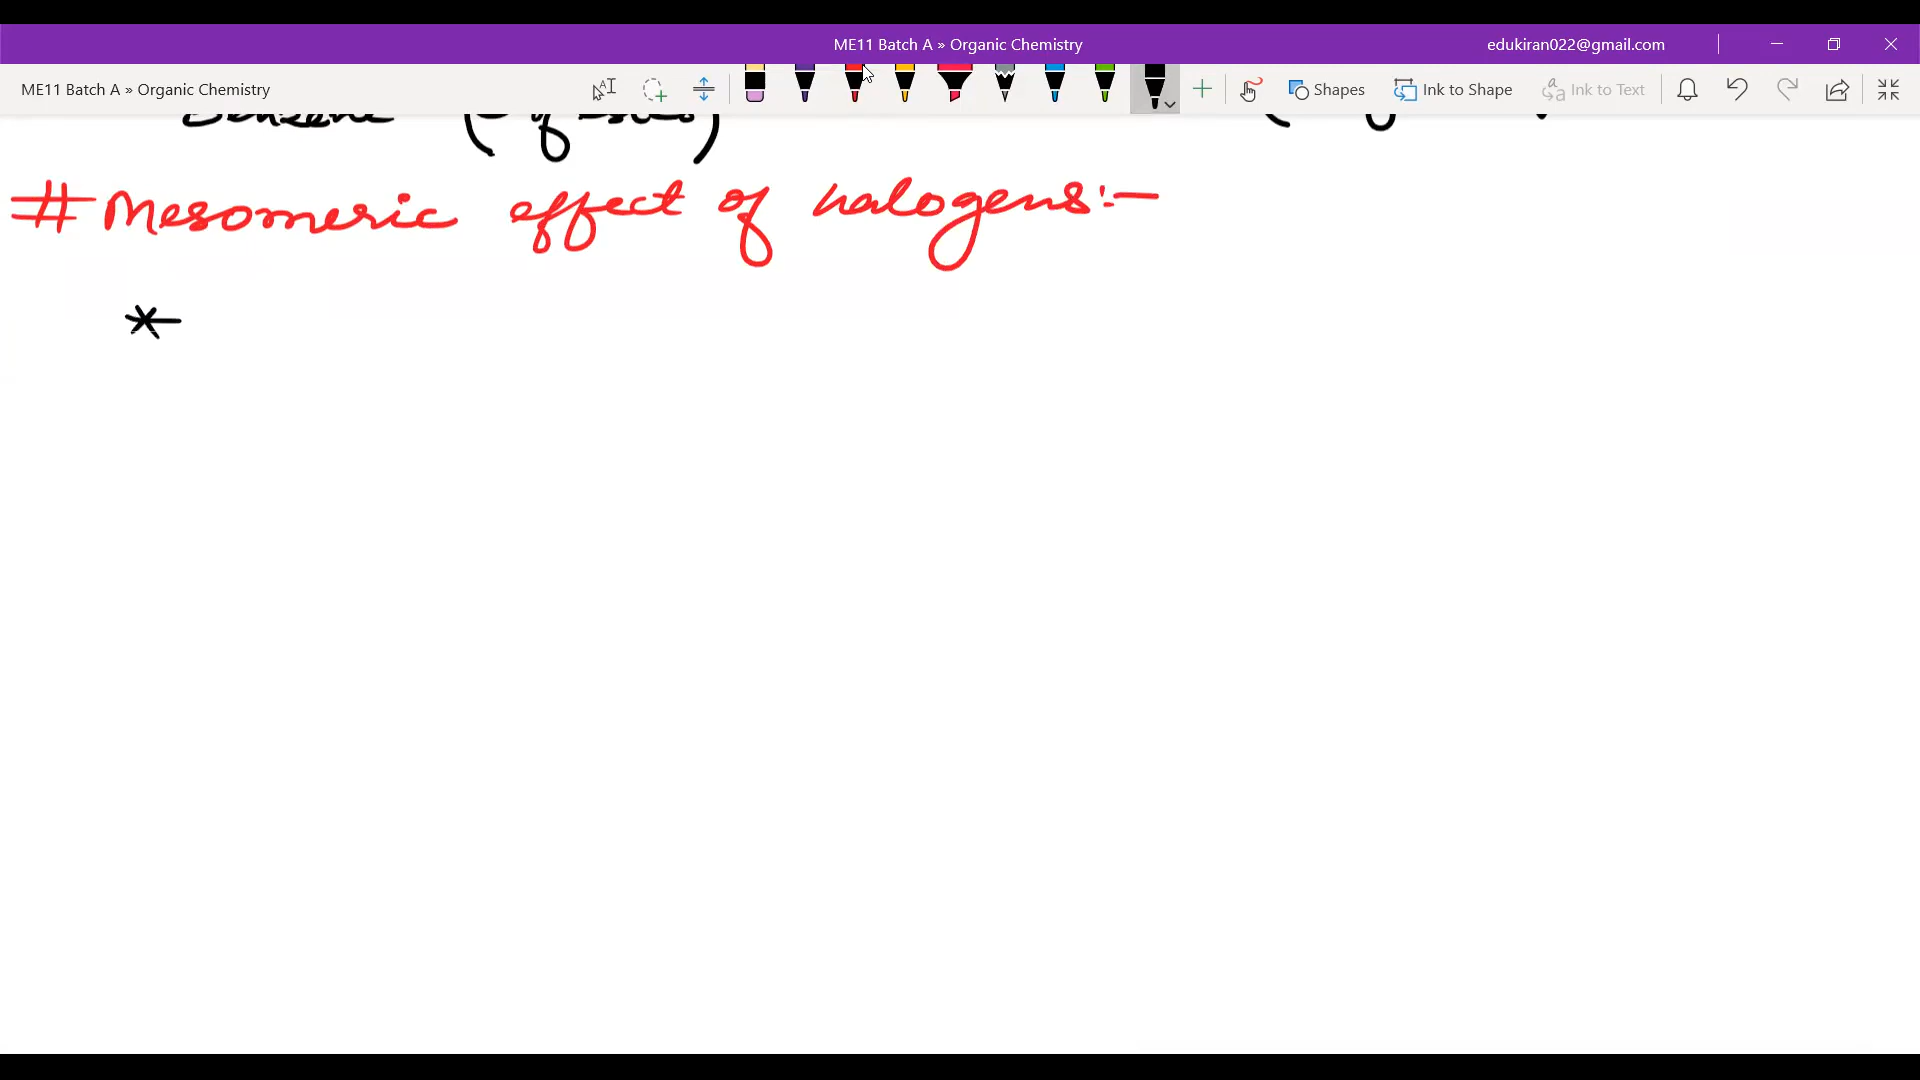 ME11 Batch A » Organic Chemistry edukiran022@gmail.com
ME11 Batch A » Organic Chemistry Shapes Ink to Shape Ink to Text
Benzene
# Mesomeric effect of halogens:-
*